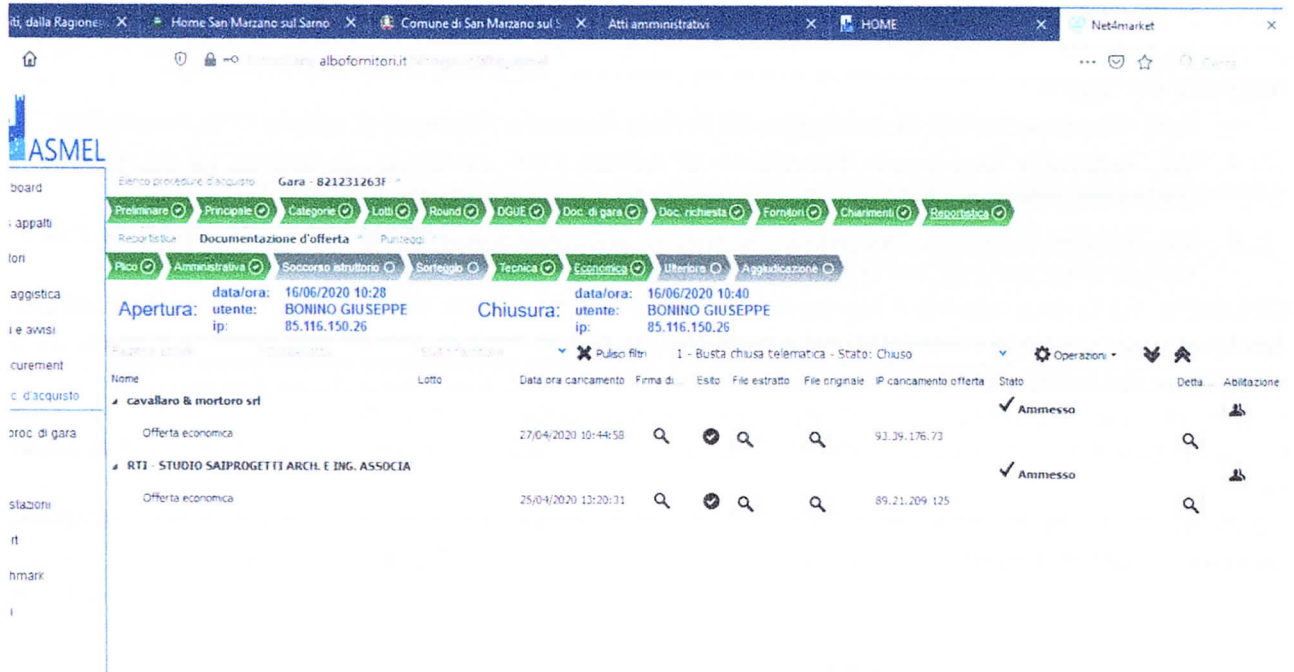 iti, dalla Ragione
Home San Marzano sul Sarno
Comune di San Marzano sul S
Atti amministrativi
HOME
Net4market
albofornitori.it
ASMEL
board
appalti
tori
aggistica
i e avvisi
curement
c. d'acquisto
proc. di gara
stazioni
rt
hmark
i
Elenco procedure d'acquisto Gara - 821231263F
Preliminare Principale Categorie Lotti Round DGUE Doc. di gara Doc. richiesta Fornitori Chiarimenti Reportistica
Reportistica Documentazione d'offerta Punteggi
Plico Amministrativa Soccorso istruttorio Sorteggio Tecnica Economica Ulteriore Aggiudicazione
Apertura: data/ora: 16/06/2020 10:28 Chiusura: data/ora: 16/06/2020 10:40
utente: BONINO GIUSEPPE utente: BONINO GIUSEPPE
ip: 85.116.150.26 ip: 85.116.150.26
Pulisci filtri 1 - Busta chiusa telematica - Stato: Chiuso Operazioni
Nome Lotto Data ora caricamento Firma di... Esito File estratto File originale IP caricamento offerta Stato Detta... Abilitazione
cavallaro & mortoro srl Ammesso
Offerta economica 27/04/2020 10:44:58 93.39.176.73
RTI - STUDIO SAIPROGETTI ARCH. E ING. ASSOCIA Ammesso
Offerta economica 25/04/2020 13:20:31 89.21.209.125